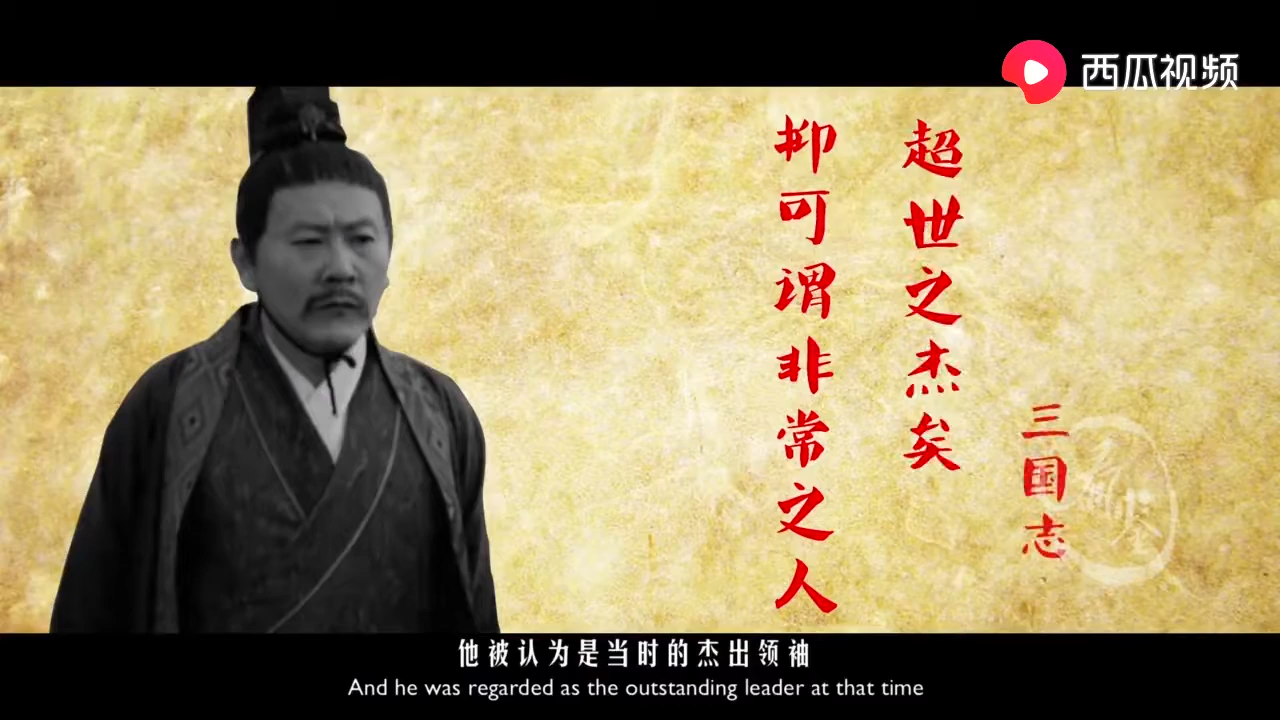 西瓜视频
抑可谓非常之人
超世之杰矣
三国志
他被认为是当时的杰出领袖
And he was regarded as the outstanding leader at that time